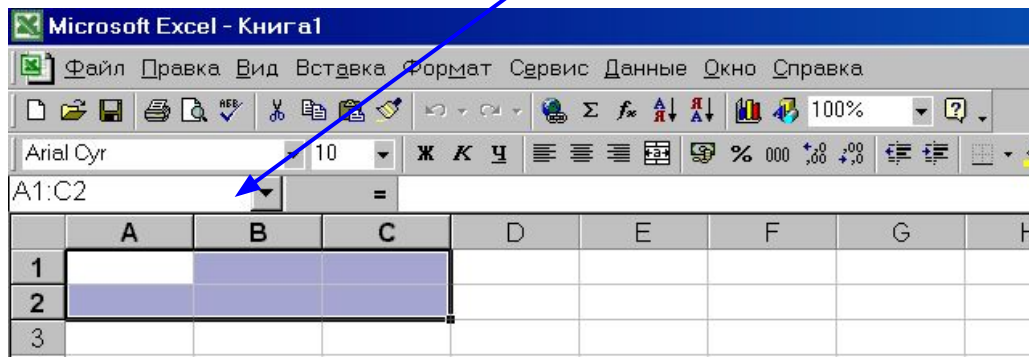 Microsoft Excel - Книга1
Файл Правка Вид Вставка Формат Сервис Данные Окно Справка
Σ f* А Я Я А 100% ?
Arial Cyr 10 Ж К Ч % 000
A1:C2 =
A B C D E F G
1
2
3